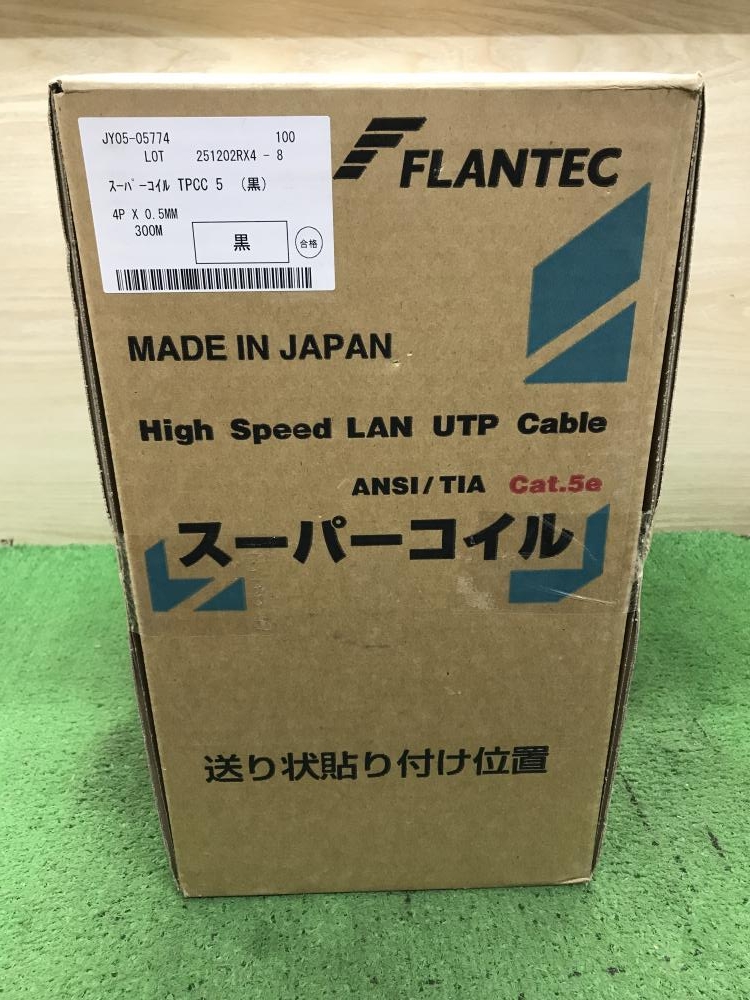 JY05-05774 100
LOT 251202RX4 - 8
ｽｰﾊﾟｰｺｲﾙ TPCC 5 (黒)
4P X 0.5MM
300M
黒
合格
FLANTEC
MADE IN JAPAN
High Speed LAN UTP Cable
ANSI/TIA Cat.5e
スーパーコイル
送り状貼り付け位置